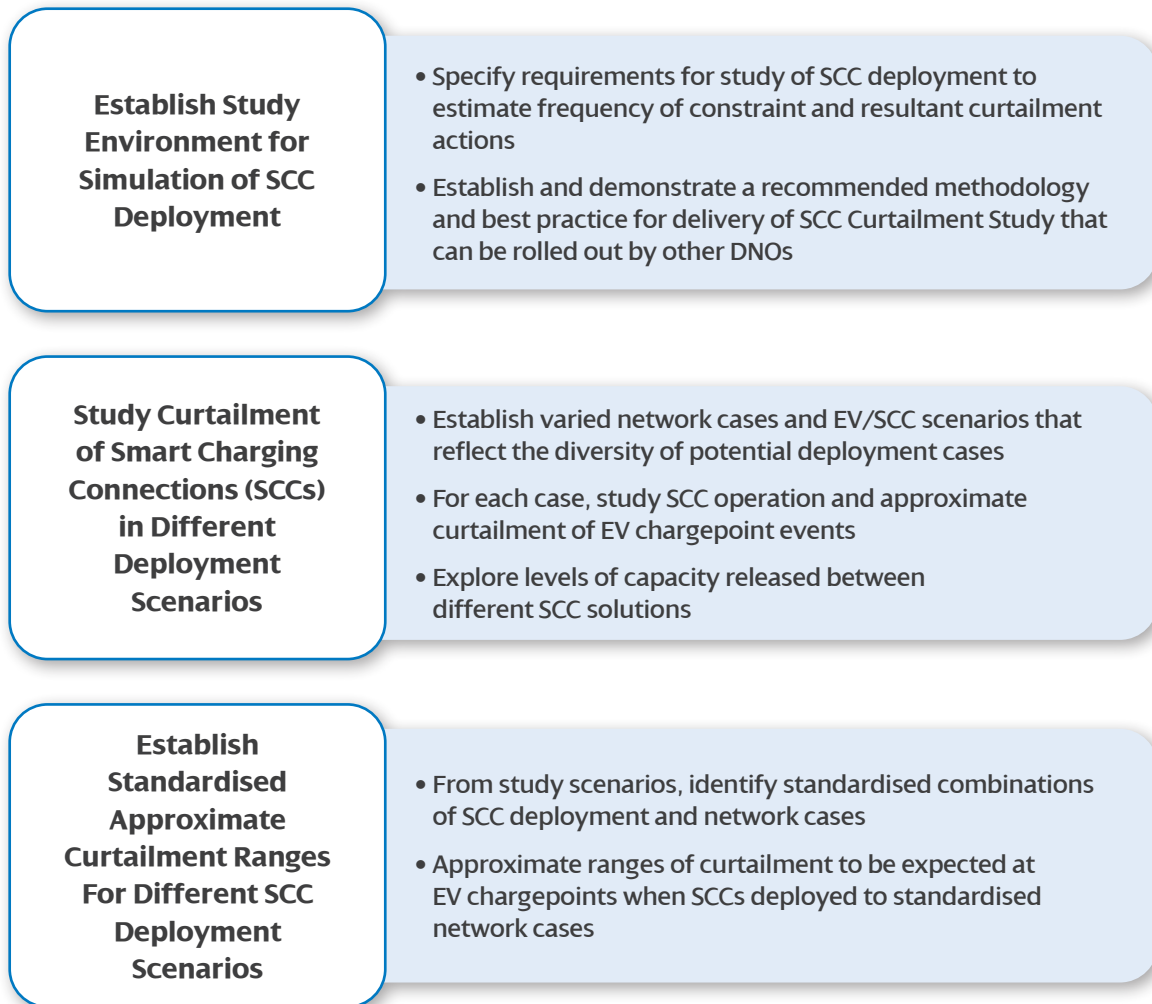 Establish Study
Environment for
Simulation of SCC
Deployment
• Specify requirements for study of SCC deployment to
estimate frequency of constraint and resultant curtailment
actions
• Establish and demonstrate a recommended methodology
and best practice for delivery of SCC Curtailment Study that
can be rolled out by other DNOs
Study Curtailment
of Smart Charging
Connections (SCCs)
in Different
Deployment
Scenarios
• Establish varied network cases and EV/SCC scenarios that
reflect the diversity of potential deployment cases
• For each case, study SCC operation and approximate
curtailment of EV chargepoint events
• Explore levels of capacity released between
different SCC solutions
Establish
Standardised
Approximate
Curtailment Ranges
For Different SCC
Deployment
Scenarios
• From study scenarios, identify standardised combinations
of SCC deployment and network cases
• Approximate ranges of curtailment to be expected at
EV chargepoints when SCCs deployed to standardised
network cases